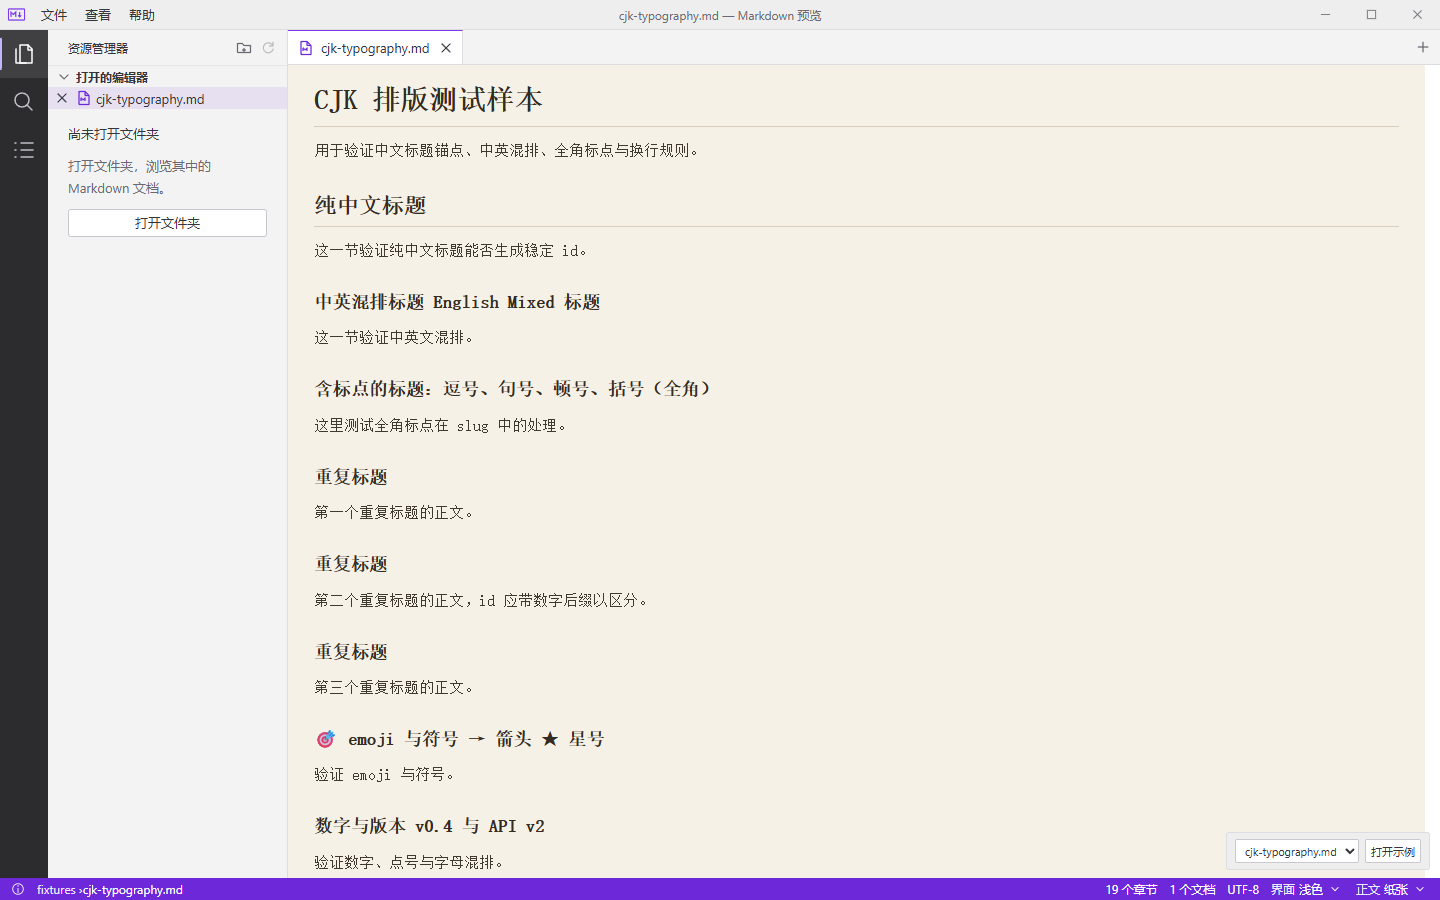 文件 查看 帮助
cjk-typography.md — Markdown 预览
资源管理器
打开的编辑器
cjk-typography.md
尚未打开文件夹
打开文件夹，浏览其中的
Markdown 文档。
打开文件夹
cjk-typography.md
CJK 排版测试样本
用于验证中文标题锚点、中英混排、全角标点与换行规则。
纯中文标题
这一节验证纯中文标题能否生成稳定 id。
中英混排标题 English Mixed 标题
这一节验证中英文混排。
含标点的标题：逗号、句号、顿号、括号（全角）
这里测试全角标点在 slug 中的处理。
重复标题
第一个重复标题的正文。
重复标题
第二个重复标题的正文，id 应带数字后缀以区分。
重复标题
第三个重复标题的正文。
🎯 emoji 与符号 → 箭头 ★ 星号
验证 emoji 与符号。
数字与版本 v0.4 与 API v2
验证数字、点号与字母混排。
cjk-typography.md 打开示例
fixtures ›cjk-typography.md
19 个章节 1 个文档 UTF-8 界面 浅色 正文 纸张